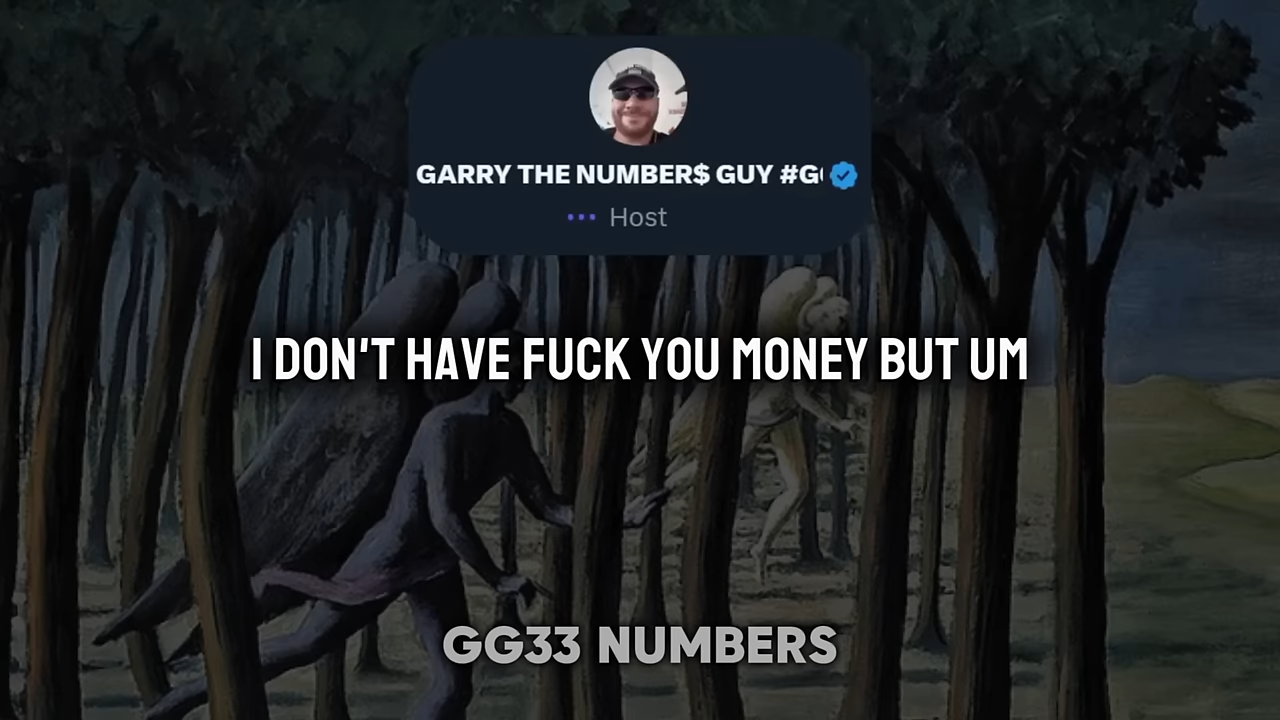 GARRY THE NUMBER$ GUY #G
Host
I DON'T HAVE FUCK YOU MONEY BUT UM
GG33 NUMBERS